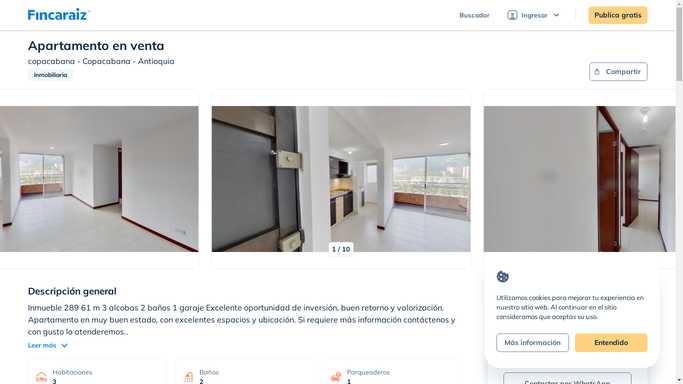 Fincaraiz
Buscador
Ingresar
Publica gratis
Apartamento en venta
copacabana - Copacabana - Antioquia
Inmobiliaria
Compartir
1 / 10
Descripción general
Inmueble 289 61 m 3 alcobas 2 baños 1 garaje Excelente oportunidad de inversión, buen retorno y valorización.
Apartamento en muy buen estado, con excelentes espacios y ubicación. Si requiere más información contáctenos y
con gusto lo atenderemos...
Leer más
Habitaciones
3
Baños
2
Parqueaderos
1
Utilizamos cookies para mejorar tu experiencia en
nuestro sitio web. Al continuar en el sitio
consideramos que aceptas su uso.
Más información
Entendido
Contactar por WhatsApp